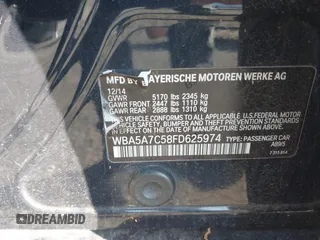 MFD BY BAYERISCHE MOTOREN WERKE AG
12/14
GVWR 5170 lbs 2345 kg
GAWR FRONT 2447 lbs 1110 kg
GAWR REAR 2888 lbs 1310 kg
THIS VEHICLE CONFORMS TO ALL APPLICABLE U.S. FEDERAL MOTOR
VEHICLE SAFETY, BUMPER, AND THEFT PREVENTION STANDARDS
IN EFFECT ON THE DATE OF MANUFACTURE SHOWN ABOVE.
WBA5A7C58FD625974 TYPE: PASSENGER CAR
A89/5
DREAMBID